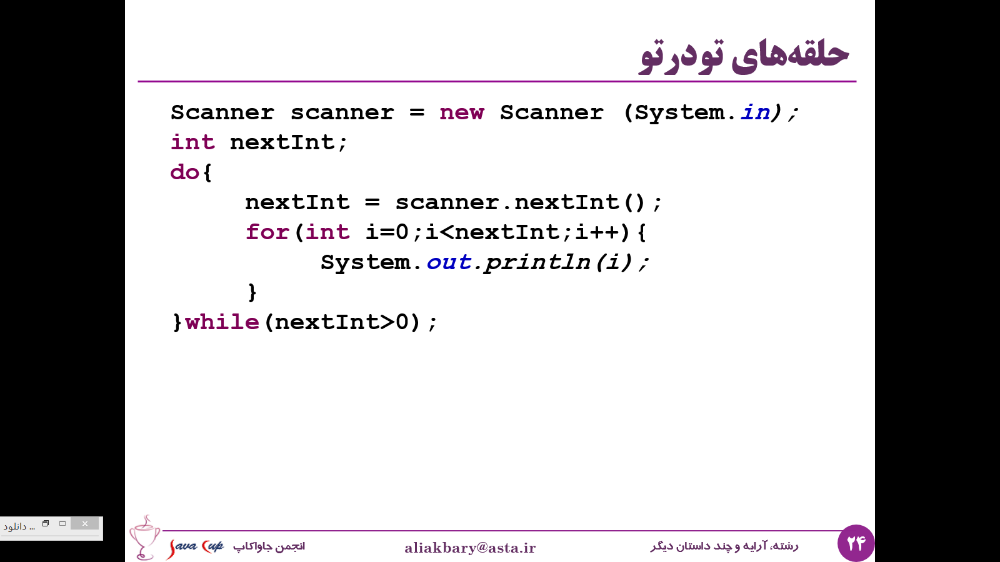 حلقه‌های تودرتو
Scanner scanner = new Scanner (System.in);
int nextInt;
do{
nextInt = scanner.nextInt();
for(int i=0;i<nextInt;i++){
System.out.println(i);
}
}while(nextInt>0);
دانلود ...
Java Cup
انجمن جاواکاپ
aliakbary@asta.ir
رشته، آرایه و چند داستان دیگر
۲۴